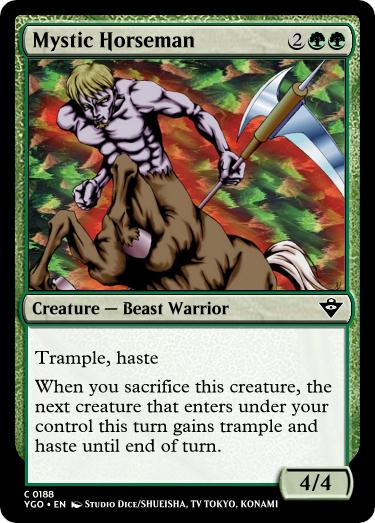 Mystic Horseman 2
Creature — Beast Warrior
Trample, haste
When you sacrifice this creature, the
next creature that enters under your
control this turn gains trample and
haste until end of turn.
4/4
C 0188
YGO • EN Studio Dice/SHUEISHA, TV TOKYO, KONAMI